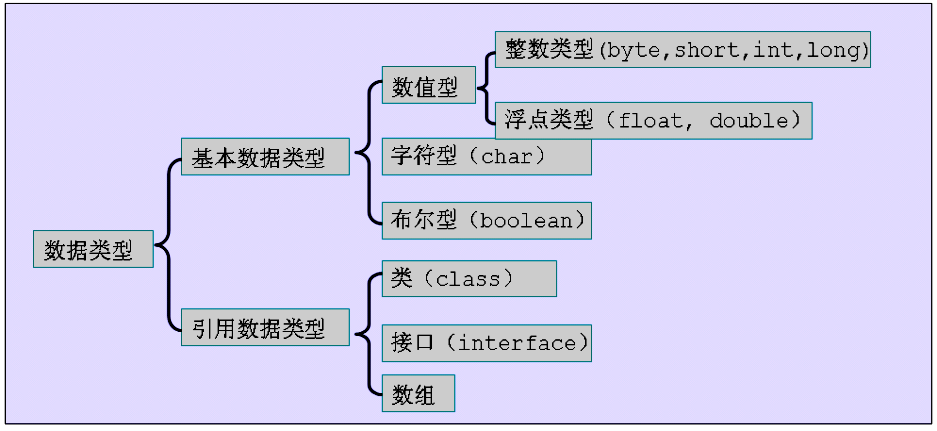 整数类型(byte,short,int,long)
数值型
浮点类型（float, double）
基本数据类型
字符型（char）
布尔型（boolean）
数据类型
类（class）
引用数据类型
接口（interface）
数组